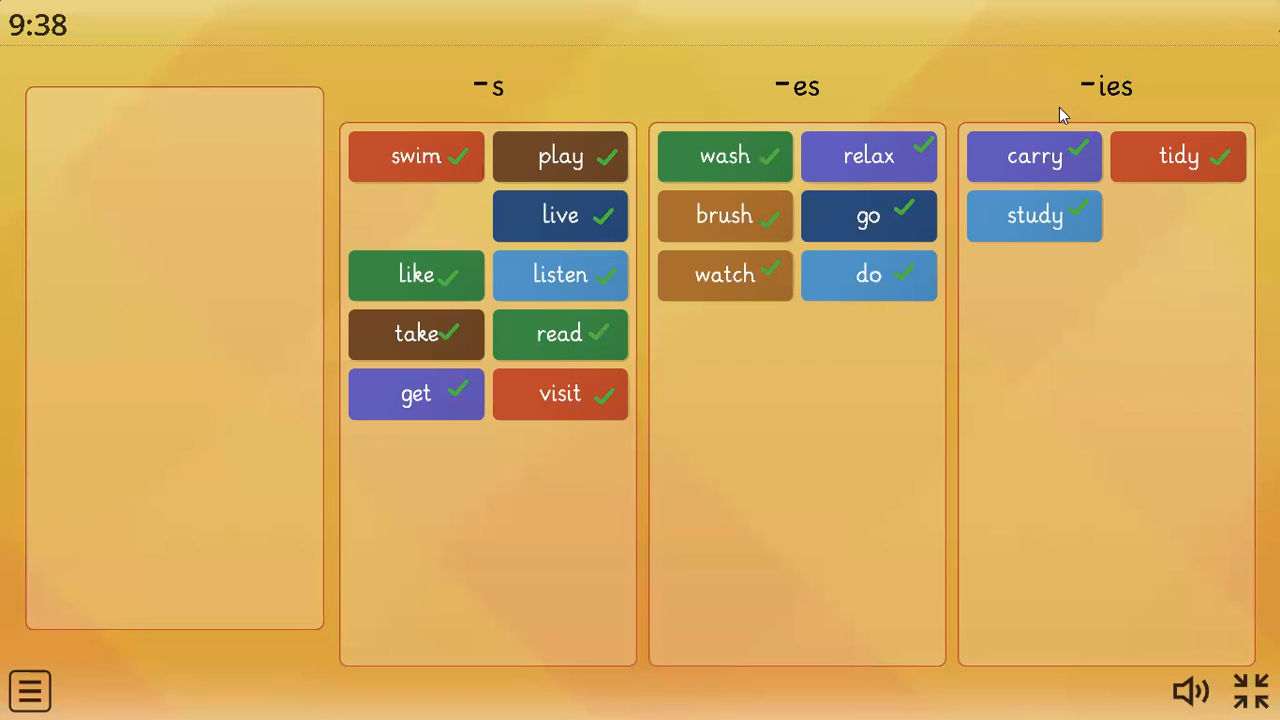 9:38
-s
-es
-ies
swim play
live
like listen
take read
get visit
wash relax
brush go
watch do
carry tidy
study